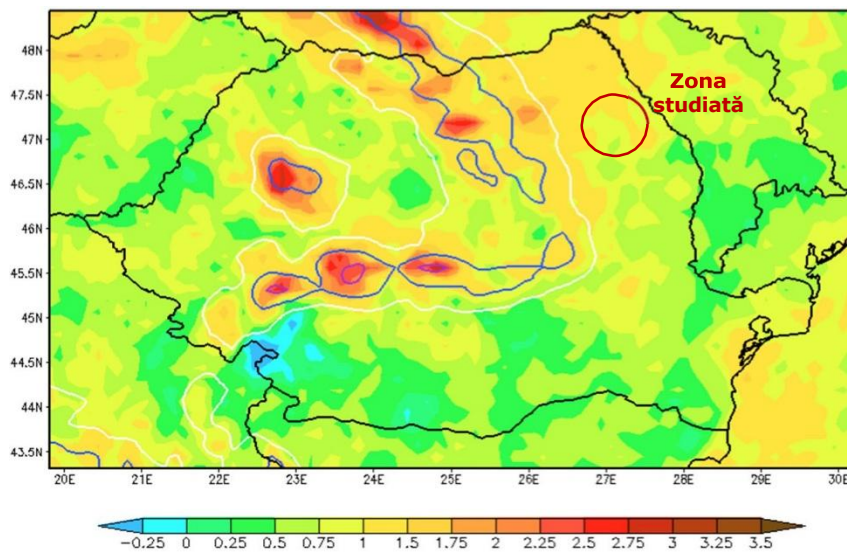 48N
47.5N
47N
46.5N
46N
45.5N
45N
44.5N
44N
43.5N
Zona
studiată
20E 21E 22E 23E 24E 25E 26E 27E 28E 29E 30E
−0.25 0 0.25 0.5 0.75 1 1.5 1.75 2 2.25 2.5 2.75 3 3.25 3.5